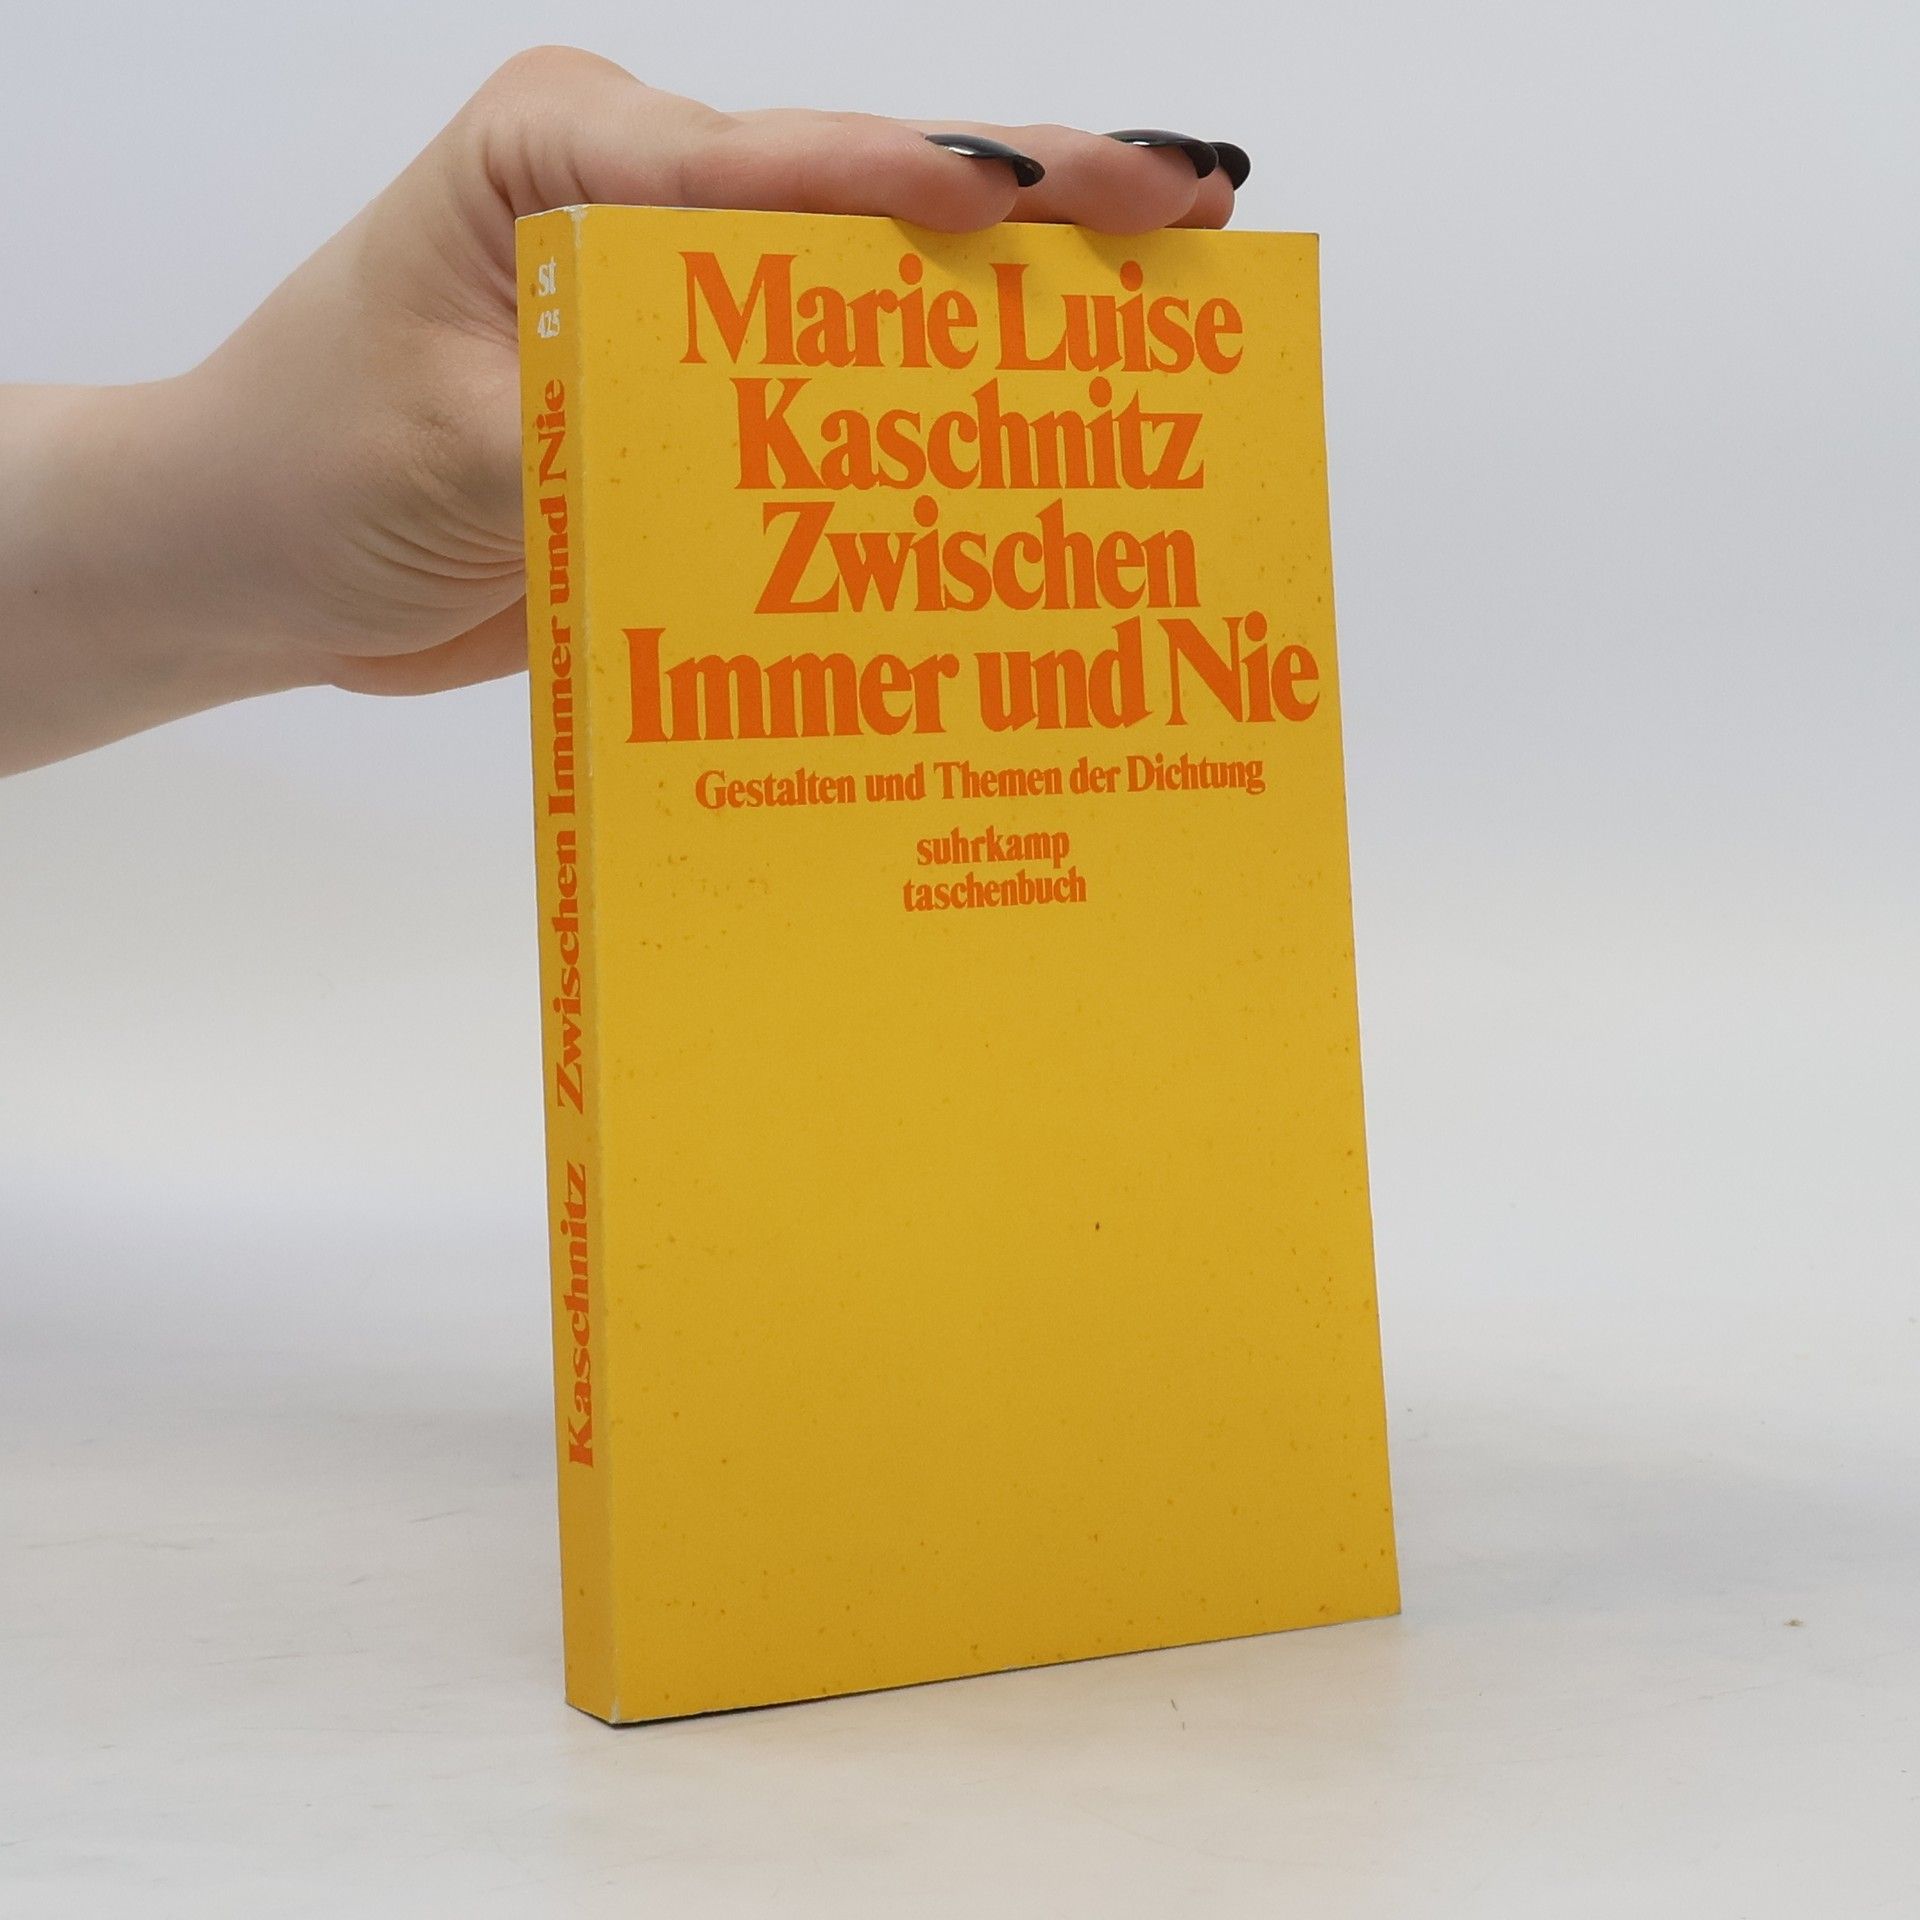 st
425
Kaschnitz Zwischen Immer und Nie
Marie Luise
Kaschnitz
Zwischen
Immer und Nie
Gestalten und Themen der Dichtung
suhrkamp
taschenbuch